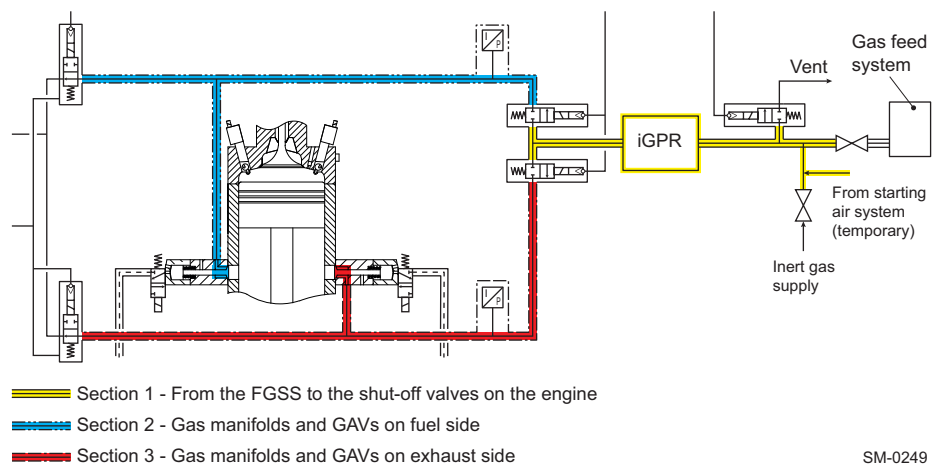 Gas feed
system
Vent
I
P
iGPR
From starting
air system
(temporary)
Inert gas
supply
I
P
Section 1 - From the FGSS to the shut-off valves on the engine
Section 2 - Gas manifolds and GAVs on fuel side
Section 3 - Gas manifolds and GAVs on exhaust side
SM-0249